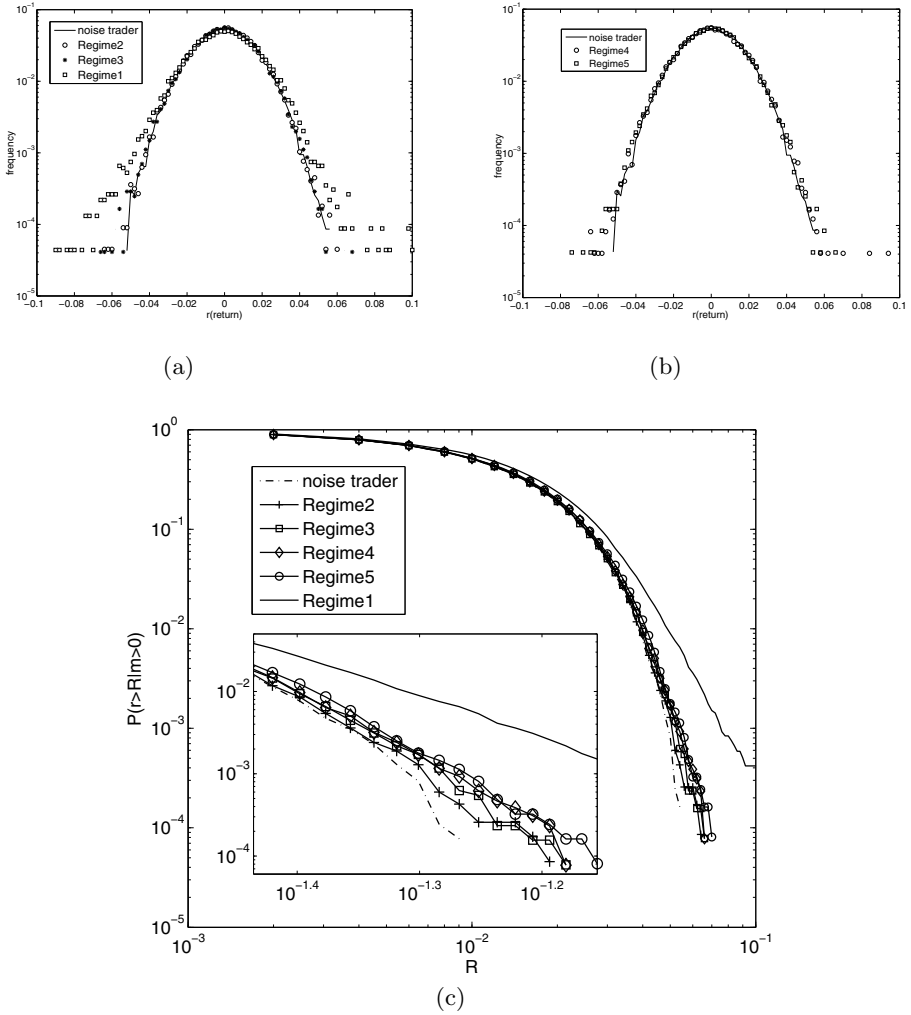 noise trader
Regime2
Regime3
Regime1
frequency
10^0
10^−1
10^−2
10^−3
10^−4
10^−5
−0.1 −0.08 −0.06 −0.04 −0.02 0 0.02 0.04 0.06 0.08 0.1
r(return)
(a)
noise trader
Regime4
Regime5
frequency
10^0
10^−1
10^−2
10^−3
10^−4
10^−5
−0.1 −0.08 −0.06 −0.04 −0.02 0 0.02 0.04 0.06 0.08 0.1
r(return)
(b)
P(r>R|m>0)
10^0
10^−1
10^−2
10^−3
10^−4
10^−5
noise trader
Regime2
Regime3
Regime4
Regime5
Regime1
10^−2
10^−3
10^−4
10^−1.4 10^−1.3 10^−1.2
10^−3 10^−2 10^−1
R
(c)